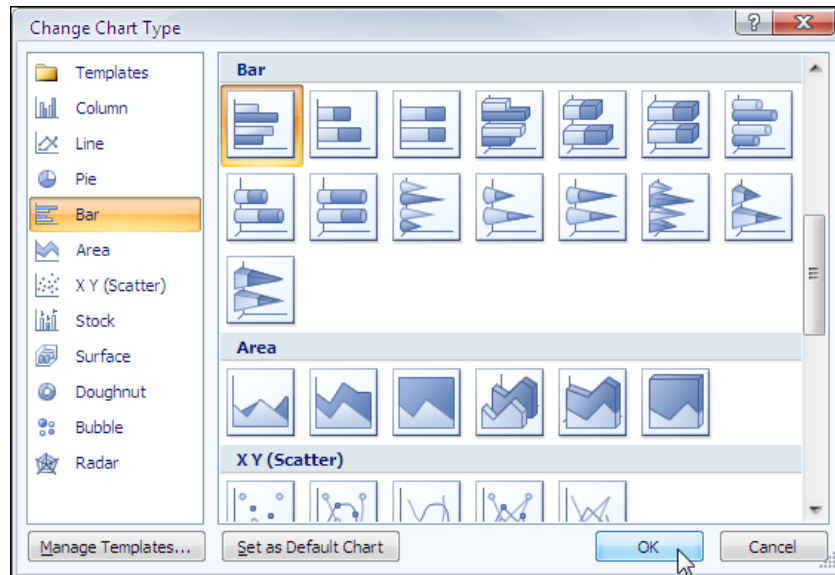 Change Chart Type
Templates
Column
Line
Pie
Bar
Area
X Y (Scatter)
Stock
Surface
Doughnut
Bubble
Radar
Bar
Area
X Y (Scatter)
Manage Templates...
Set as Default Chart
OK
Cancel